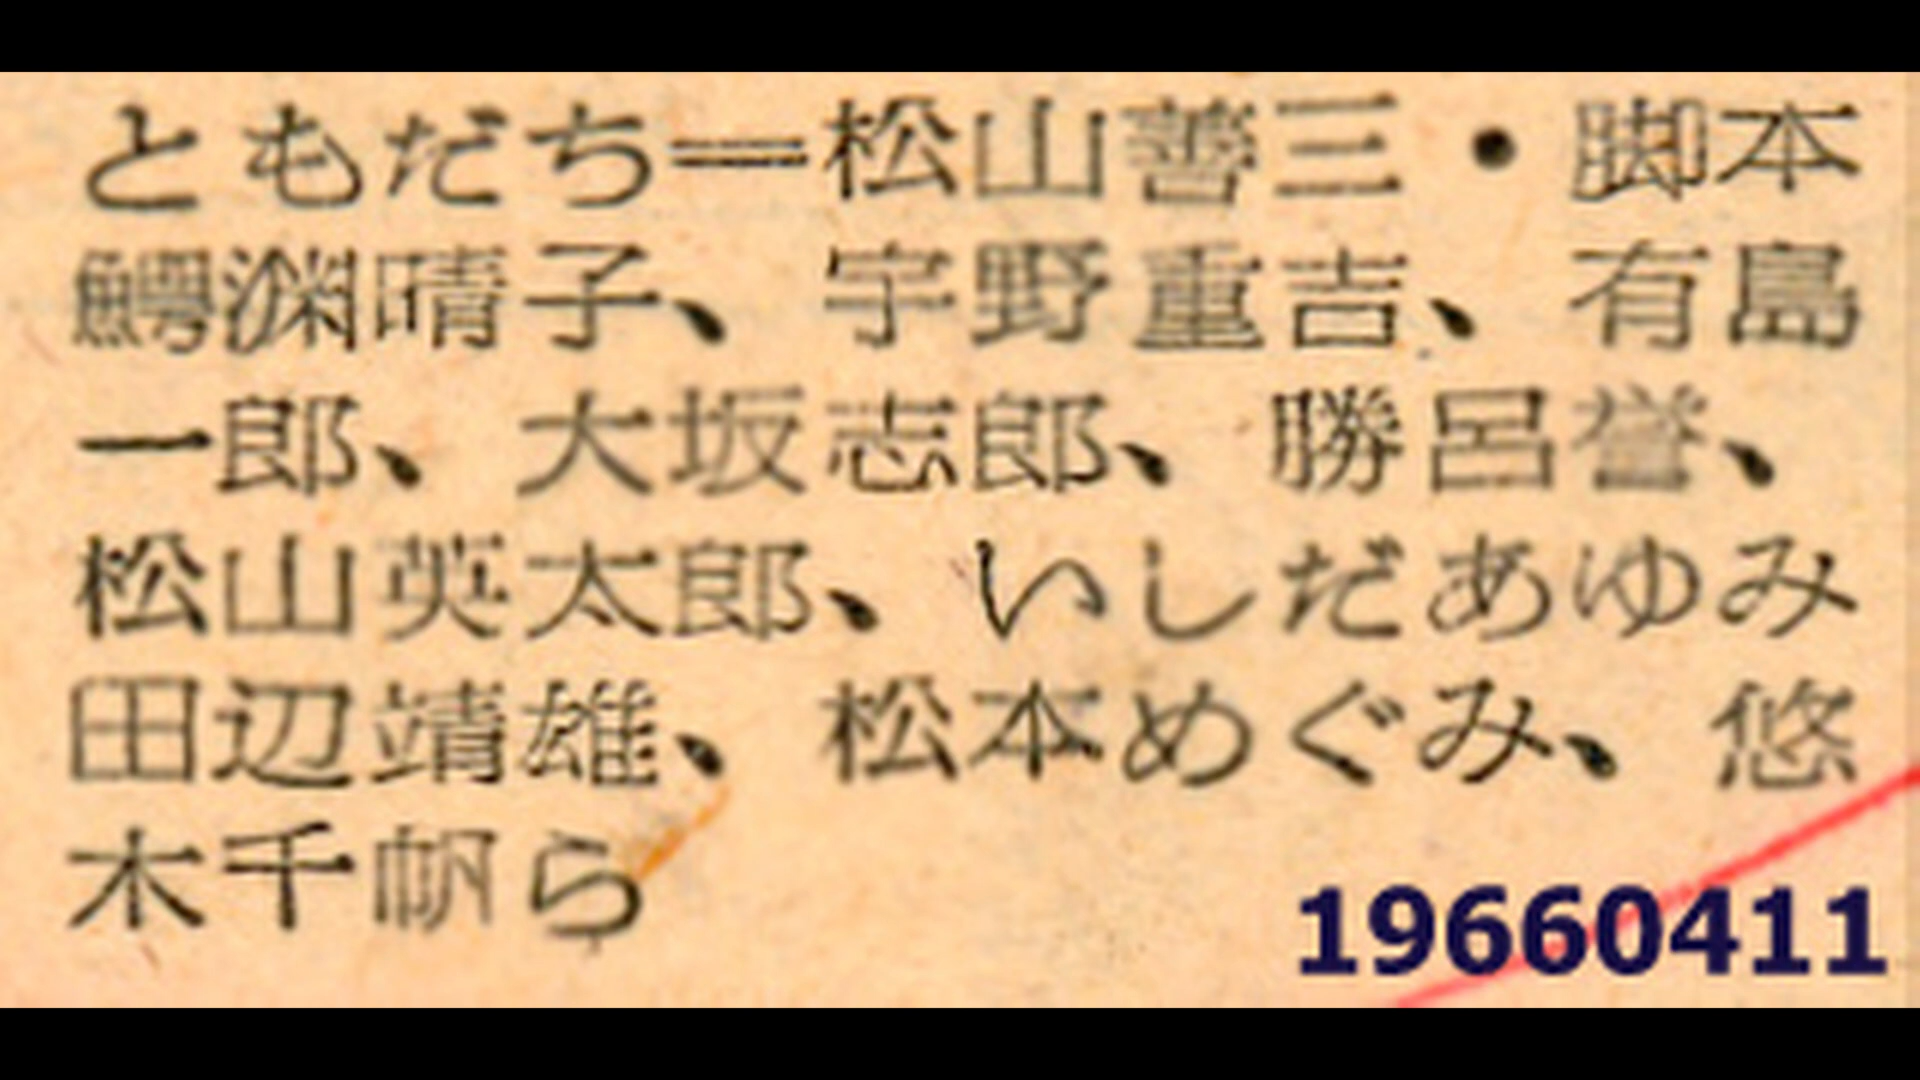 ともだち＝松山善三・脚本
鰐渕晴子、宇野重吉、有島
一郎、大坂志郎、勝呂誉、
松山英太郎、いしだあゆみ
田辺靖雄、松本めぐみ、悠
木千帆ら
19660411